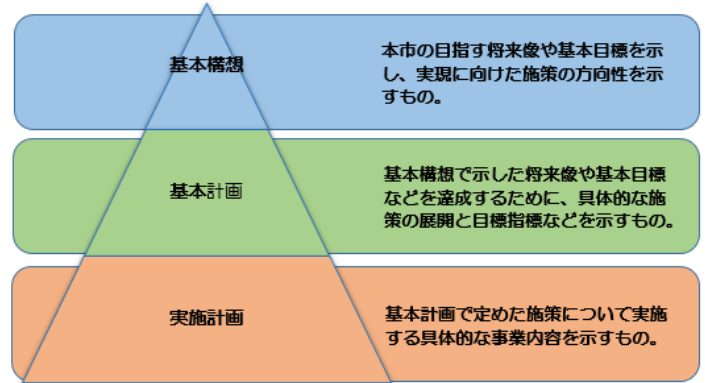 基本構想
本市の目指す将来像や基本目標を示
し、実現に向けた施策の方向性を示
すもの。
基本計画
基本構想で示した将来像や基本目標
などを達成するために、具体的な施
策の展開と目標指標などを示すもの。
実施計画
基本計画で定めた施策について実施
する具体的な事業内容を示すもの。